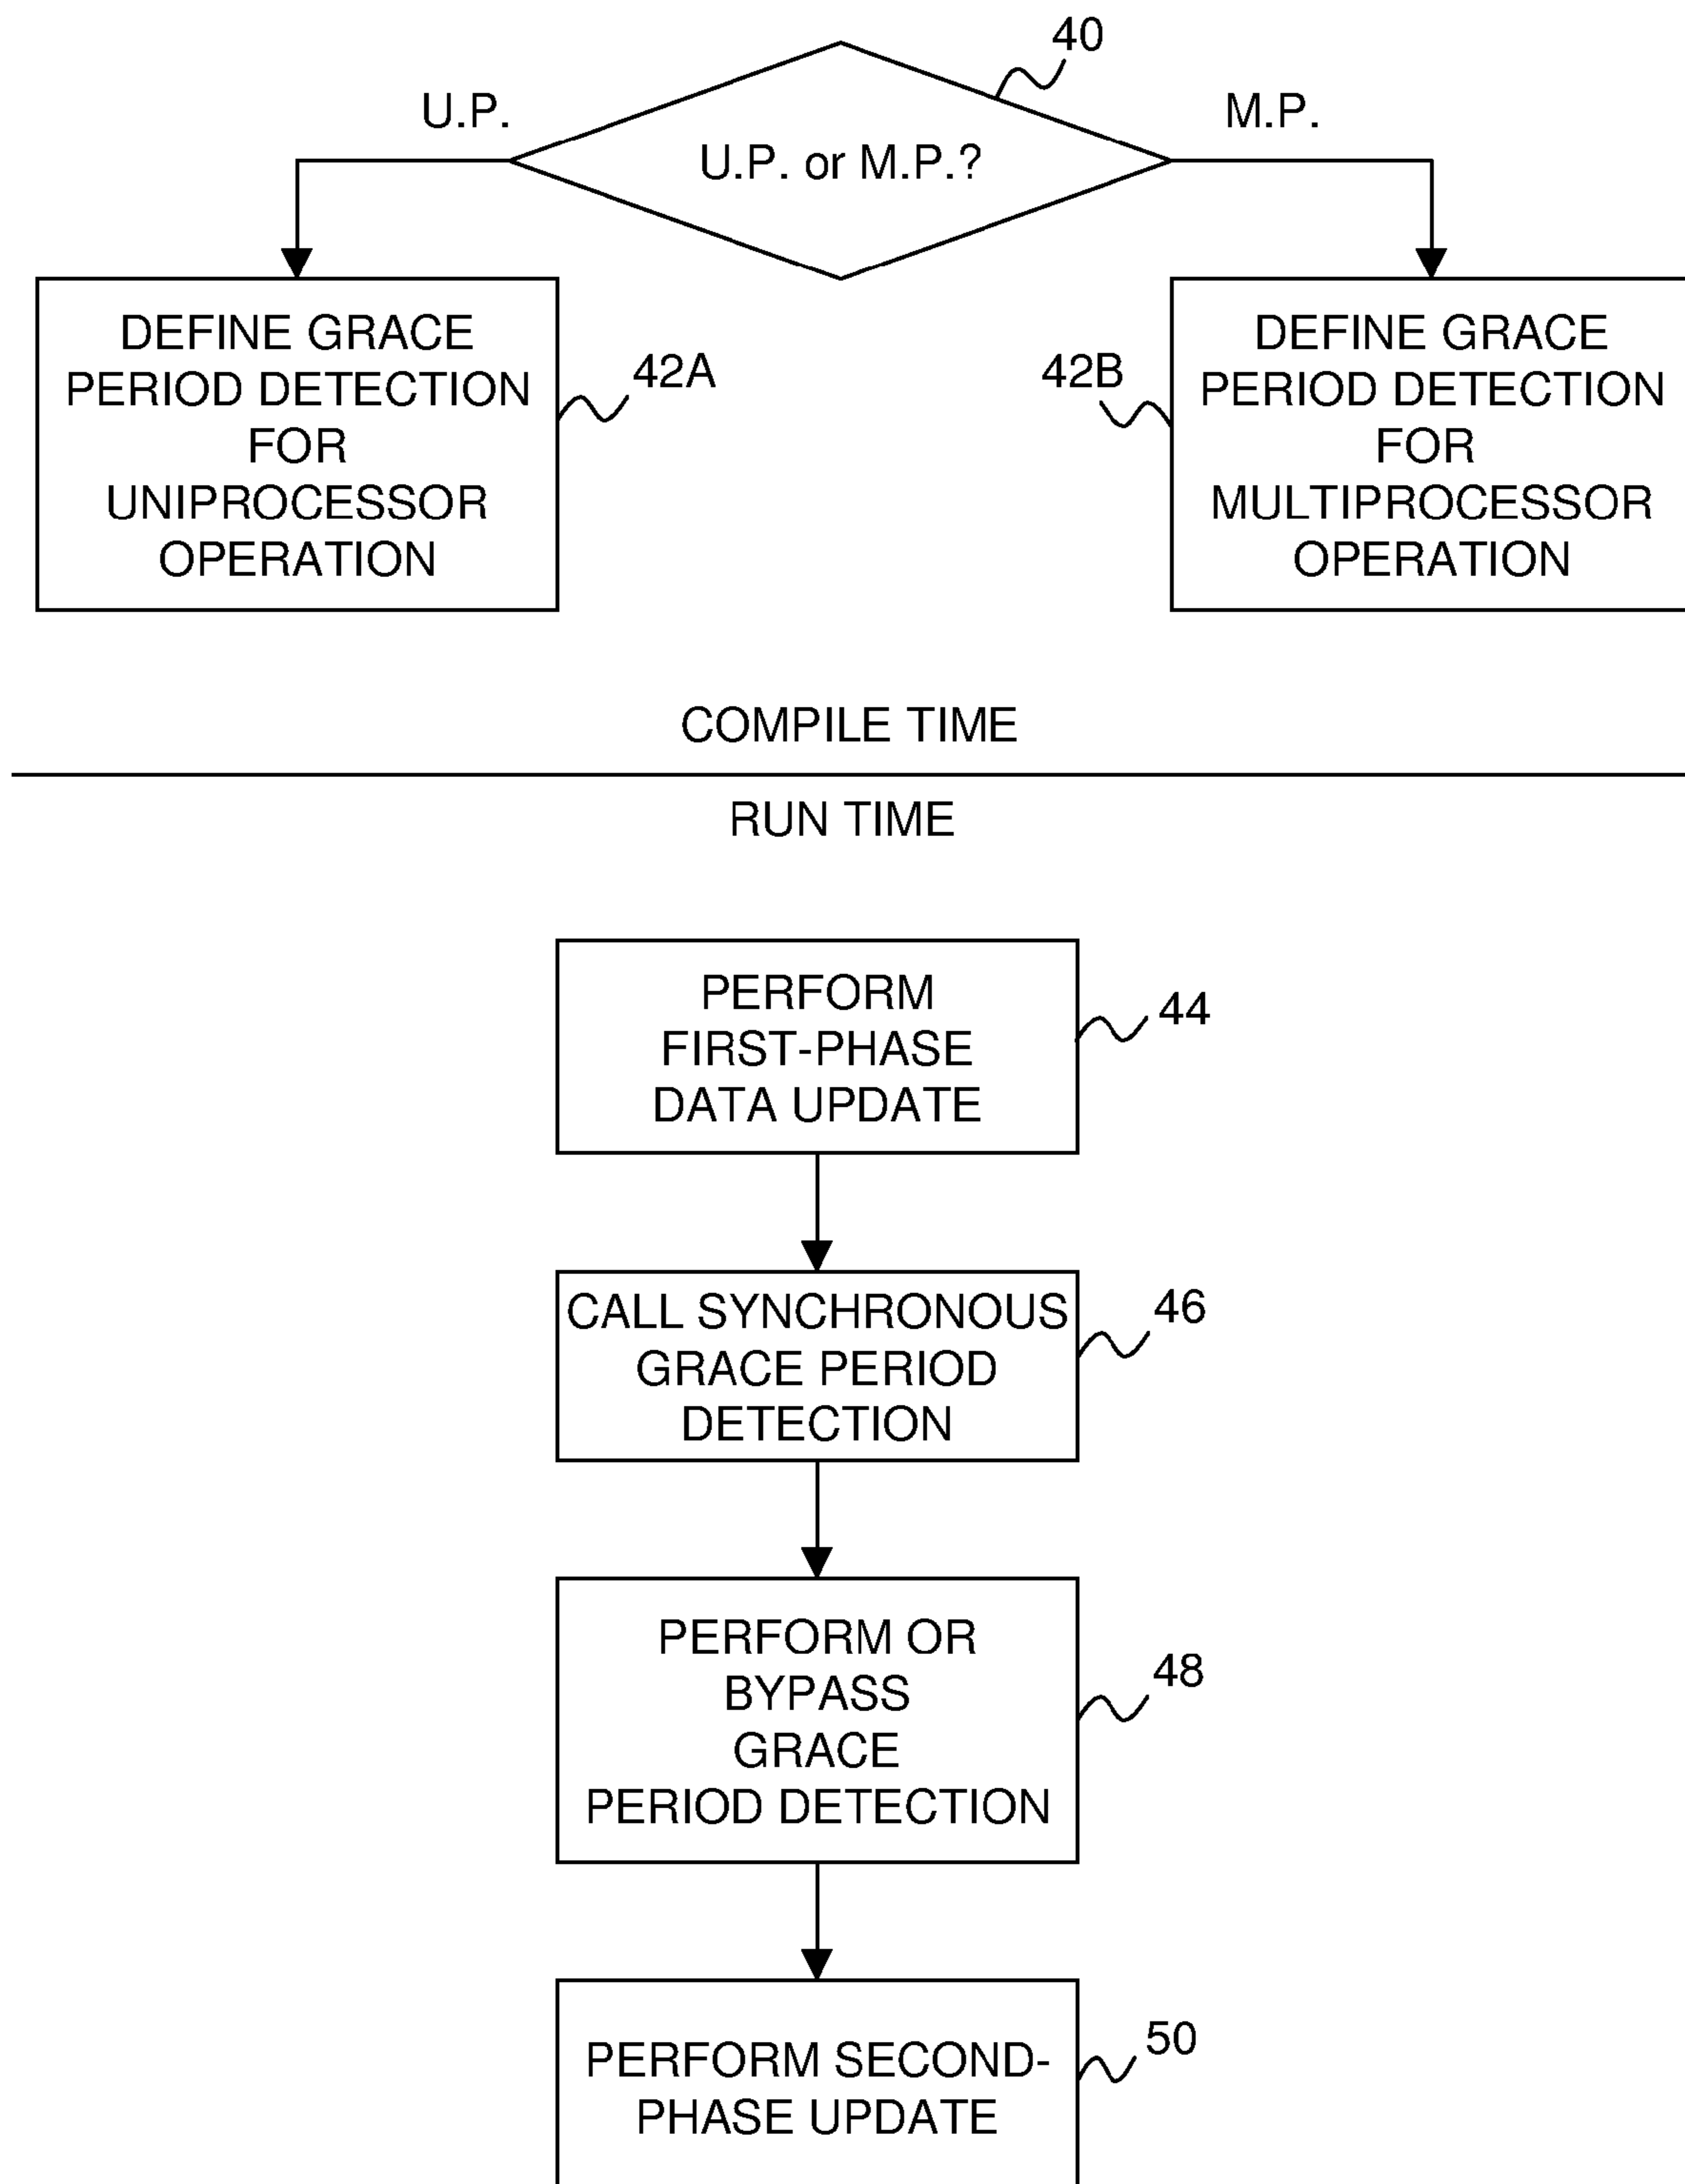 40
U.P.
M.P.
U.P. or M.P.?
DEFINE GRACE
PERIOD DETECTION
FOR
UNIPROCESSOR
OPERATION
42A
42B
DEFINE GRACE
PERIOD DETECTION
FOR
MULTIPROCESSOR
OPERATION
COMPILE TIME
RUN TIME
PERFORM
FIRST-PHASE
DATA UPDATE
44
CALL SYNCHRONOUS
GRACE PERIOD
DETECTION
46
PERFORM OR
BYPASS
GRACE
PERIOD DETECTION
48
PERFORM SECOND-
PHASE UPDATE
50